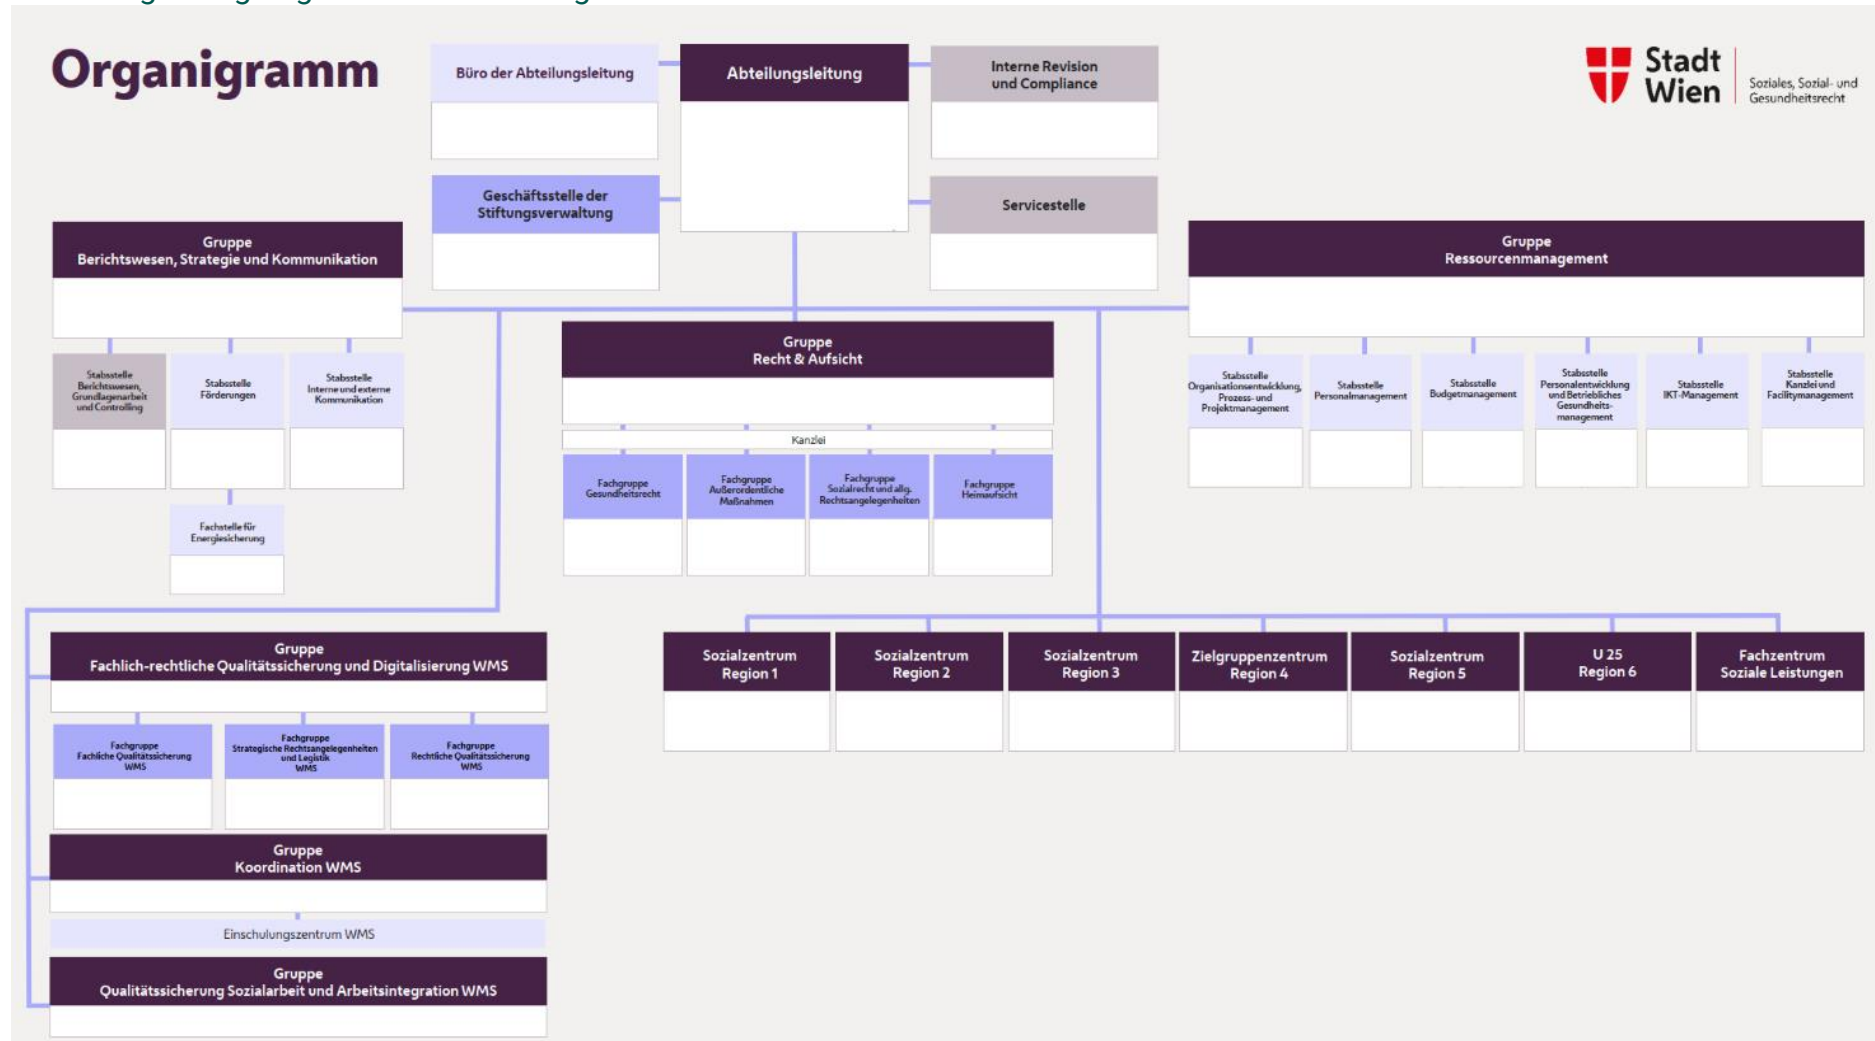 Organigramm
Büro der Abteilungsleitung
Abteilungsleitung
Interne Revision
und Compliance
Stadt
Wien
Soziales, Sozial- und
Gesundheitsrecht
Geschäftsstelle der
Stiftungsverwaltung
Servicestelle
Gruppe
Berichtswesen, Strategie und Kommunikation
Gruppe
Ressourcenmanagement
Stabsstelle
Berichtswesen,
Grundlagenarbeit
und Controlling
Stabsstelle
Förderungen
Stabsstelle
Interne und externe
Kommunikation
Fachstelle für
Energiesicherung
Gruppe
Recht & Aufsicht
Kanzlei
Fachgruppe
Gesundheitsrecht
Fachgruppe
Außerordentliche
Maßnahmen
Fachgruppe
Sozialrecht und allg.
Rechtsangelegenheiten
Fachgruppe
Heimaufsicht
Stabsstelle
Organisationsentwicklung,
Prozess- und
Projektmanagement
Stabsstelle
Personalmanagement
Stabsstelle
Budgetmanagement
Stabsstelle
Personalentwicklung
und Betriebliches
Gesundheits-
management
Stabsstelle
IKT-Management
Stabsstelle
Kanzlei und
Facilitymanagement
Gruppe
Fachlich-rechtliche Qualitätssicherung und Digitalisierung WMS
Fachgruppe
Fachliche Qualitätssicherung
WMS
Fachgruppe
Strategische Rechtsangelegenheiten
und Legistik
WMS
Fachgruppe
Rechtliche Qualitätssicherung
WMS
Gruppe
Koordination WMS
Einschulungszentrum WMS
Gruppe
Qualitätssicherung Sozialarbeit und Arbeitsintegration WMS
Sozialzentrum
Region 1
Sozialzentrum
Region 2
Sozialzentrum
Region 3
Zielgruppenzentrum
Region 4
Sozialzentrum
Region 5
U 25
Region 6
Fachzentrum
Soziale Leistungen